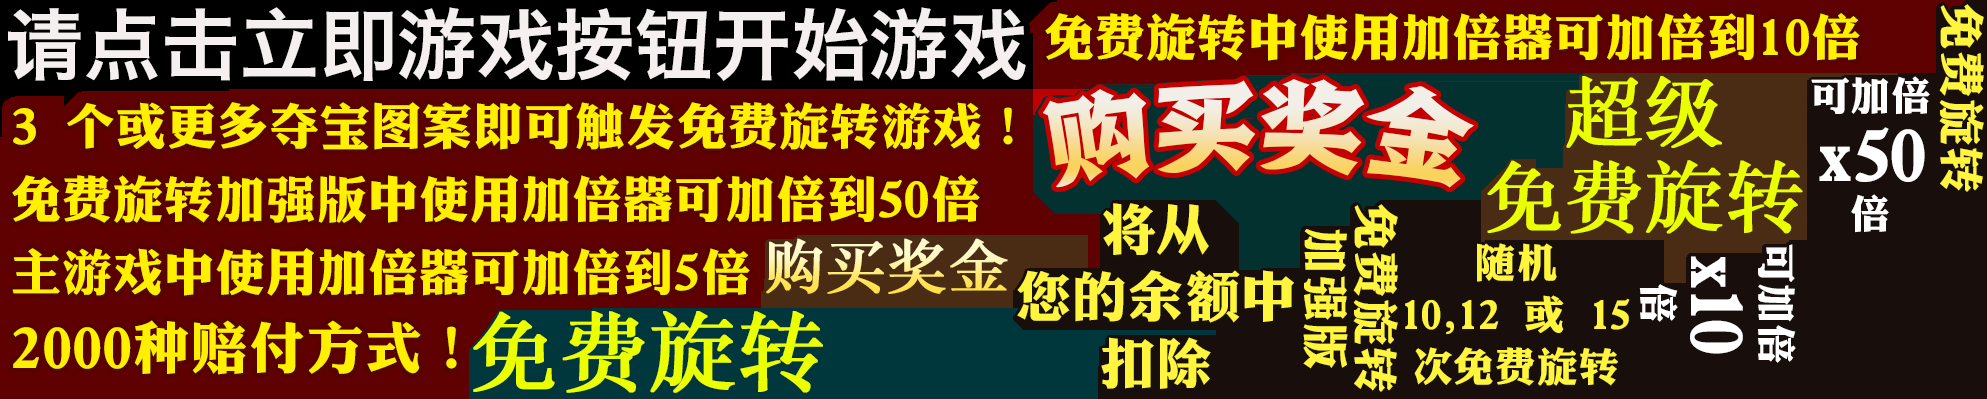 请点击立即游戏按钮开始游戏
3 个或更多夺宝图案即可触发免费旋转游戏！
免费旋转加强版中使用加倍器可加倍到50倍
主游戏中使用加倍器可加倍到5倍
2000种赔付方式！
购买奖金
免费旋转
免费旋转中使用加倍器可加倍到10倍
购买奖金
超级
免费旋转
可加倍
x50
倍
免费旋转
将从
您的余额中
扣除
免费旋转
加强版
随机
10,12 或 15
次免费旋转
可加倍
x10
倍